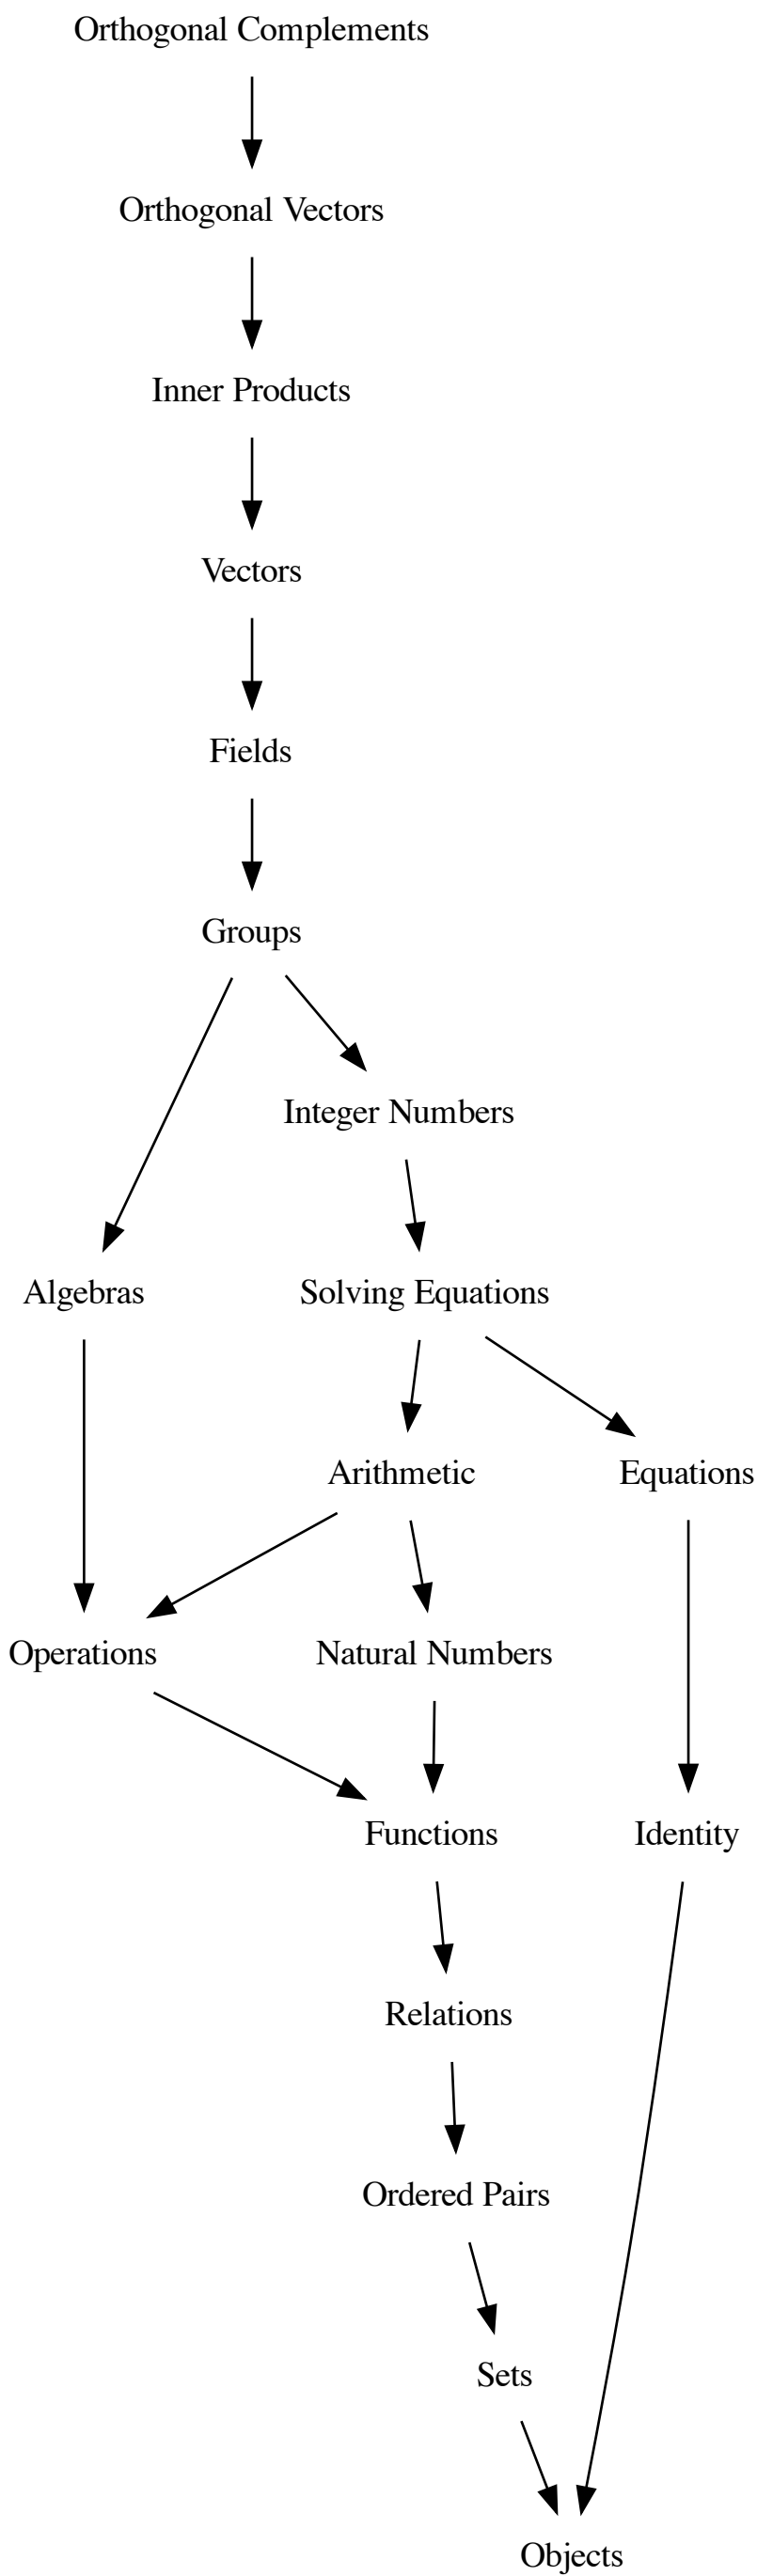 Orthogonal Complements
Orthogonal Vectors
Inner Products
Vectors
Fields
Groups
Integer Numbers
Algebras
Solving Equations
Arithmetic
Equations
Operations
Natural Numbers
Functions
Identity
Relations
Ordered Pairs
Sets
Objects